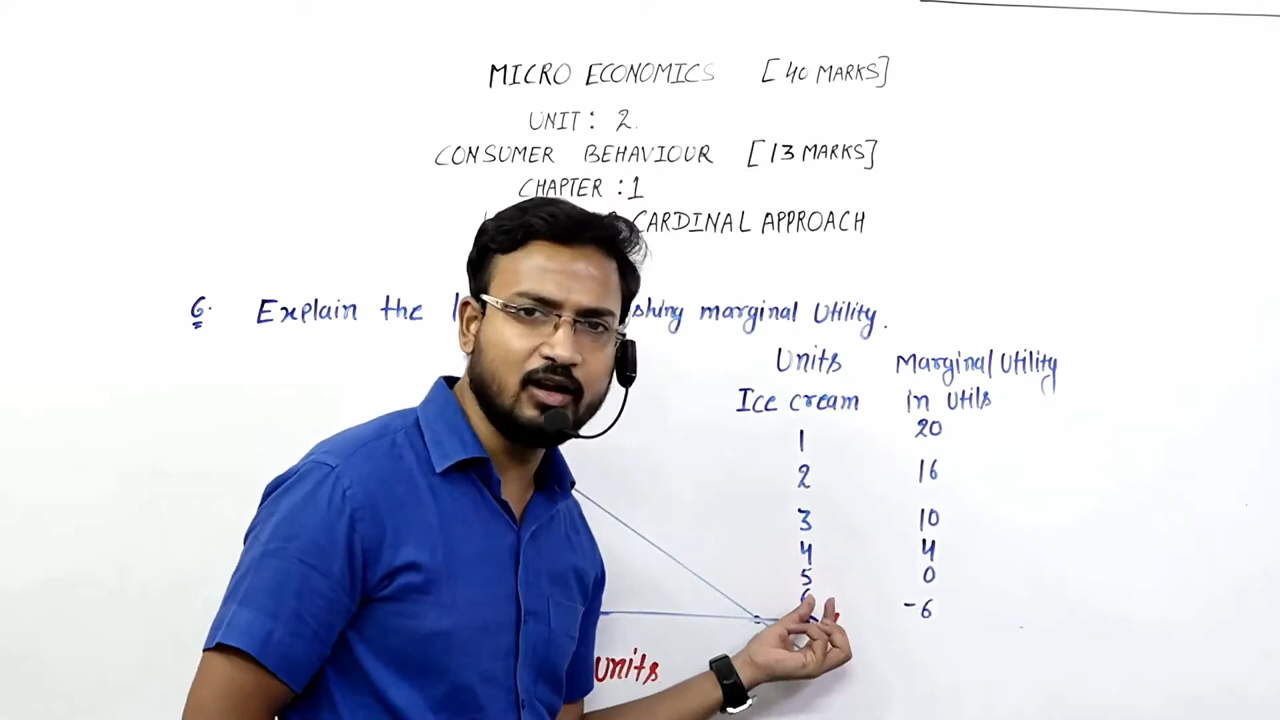 MICRO ECONOMICS [40 MARKS]
UNIT: 2.
CONSUMER BEHAVIOUR [13 MARKS]
CHAPTER :1
CARDINAL APPROACH
6. Explain the shing marginal Utility.
Units Marginal Utility
Ice cream in utils
1 20
2 16
3 10
4 4
5 0
6 -6
units